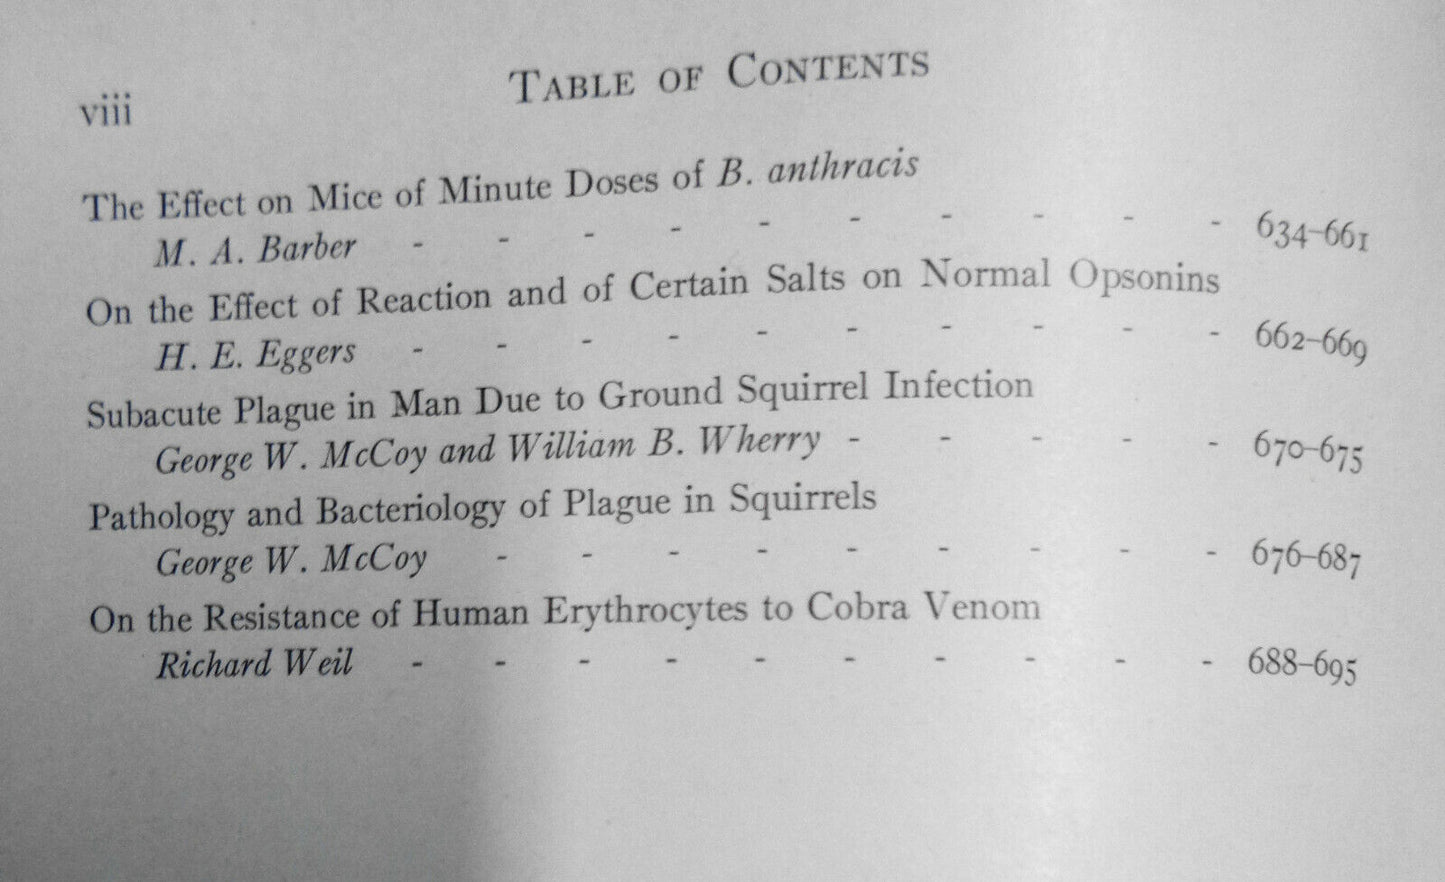 viii
TABLE OF CONTENTS
The Effect on Mice of Minute Doses of B. anthracis
M. A. Barber - - - - - - - - - - 634–661
On the Effect of Reaction and of Certain Salts on Normal Opsonins
H. E. Eggers - - - - - - - - - - 662–669
Subacute Plague in Man Due to Ground Squirrel Infection
George W. McCoy and William B. Wherry - - - - - 670–675
Pathology and Bacteriology of Plague in Squirrels
George W. McCoy - - - - - - - - - 676–687
On the Resistance of Human Erythrocytes to Cobra Venom
Richard Weil - - - - - - - - - - 688–695